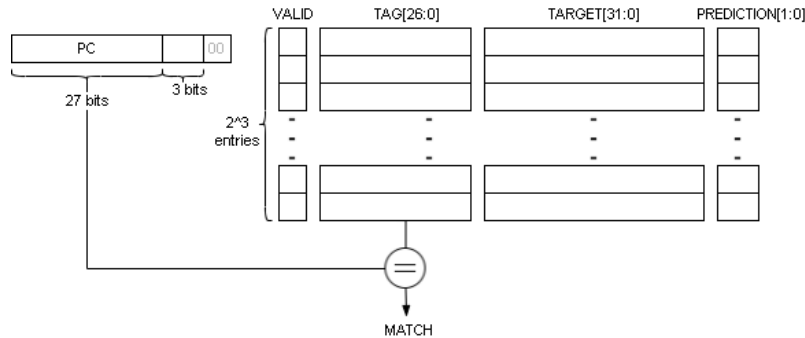 VALID TAG[26:0] TARGET[31:0] PREDICTION[1:0]
PC 00
27 bits 3 bits
2^3
entries
==
MATCH